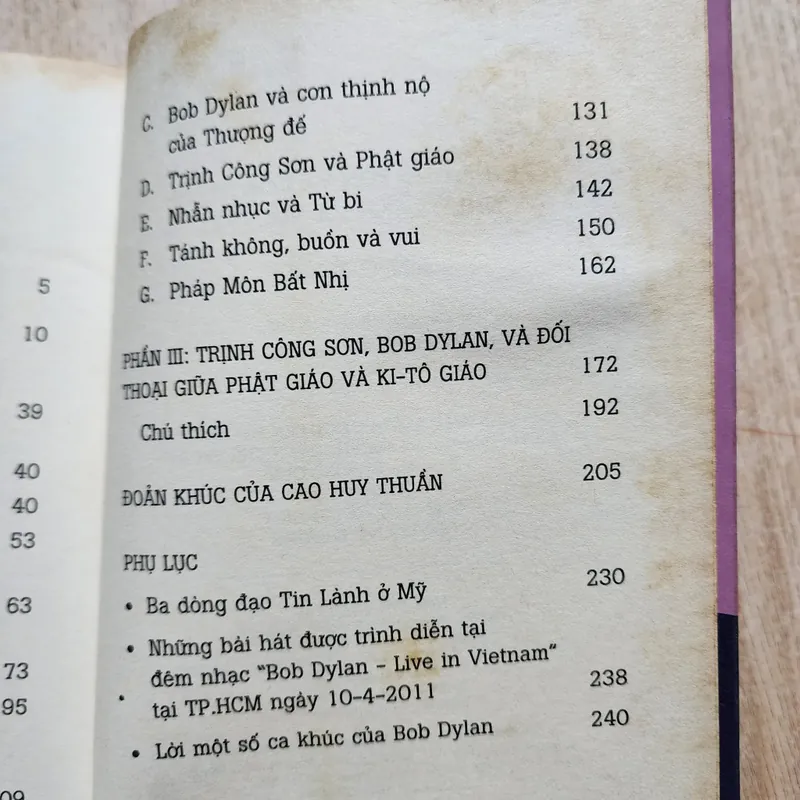 5
10
39
40
40
53
63
73
95
09
C. Bob Dylan và cơn thịnh nộ
của Thượng đế 131
D. Trịnh Công Sơn và Phật giáo 138
E. Nhẫn nhục và Từ bi 142
F. Tánh không, buồn và vui 150
G. Pháp Môn Bất Nhị 162
PHẦN III: TRỊNH CÔNG SƠN, BOB DYLAN, VÀ ĐỐI
THOẠI GIỮA PHẬT GIÁO VÀ KI-TÔ GIÁO 172
Chú thích 192
ĐOẢN KHÚC CỦA CAO HUY THUẦN 205
PHỤ LỤC
• Ba dòng đạo Tin Lành ở Mỹ 230
• Những bài hát được trình diễn tại
đêm nhạc "Bob Dylan - Live in Vietnam"
tại TP.HCM ngày 10-4-2011 238
• Lời một số ca khúc của Bob Dylan 240